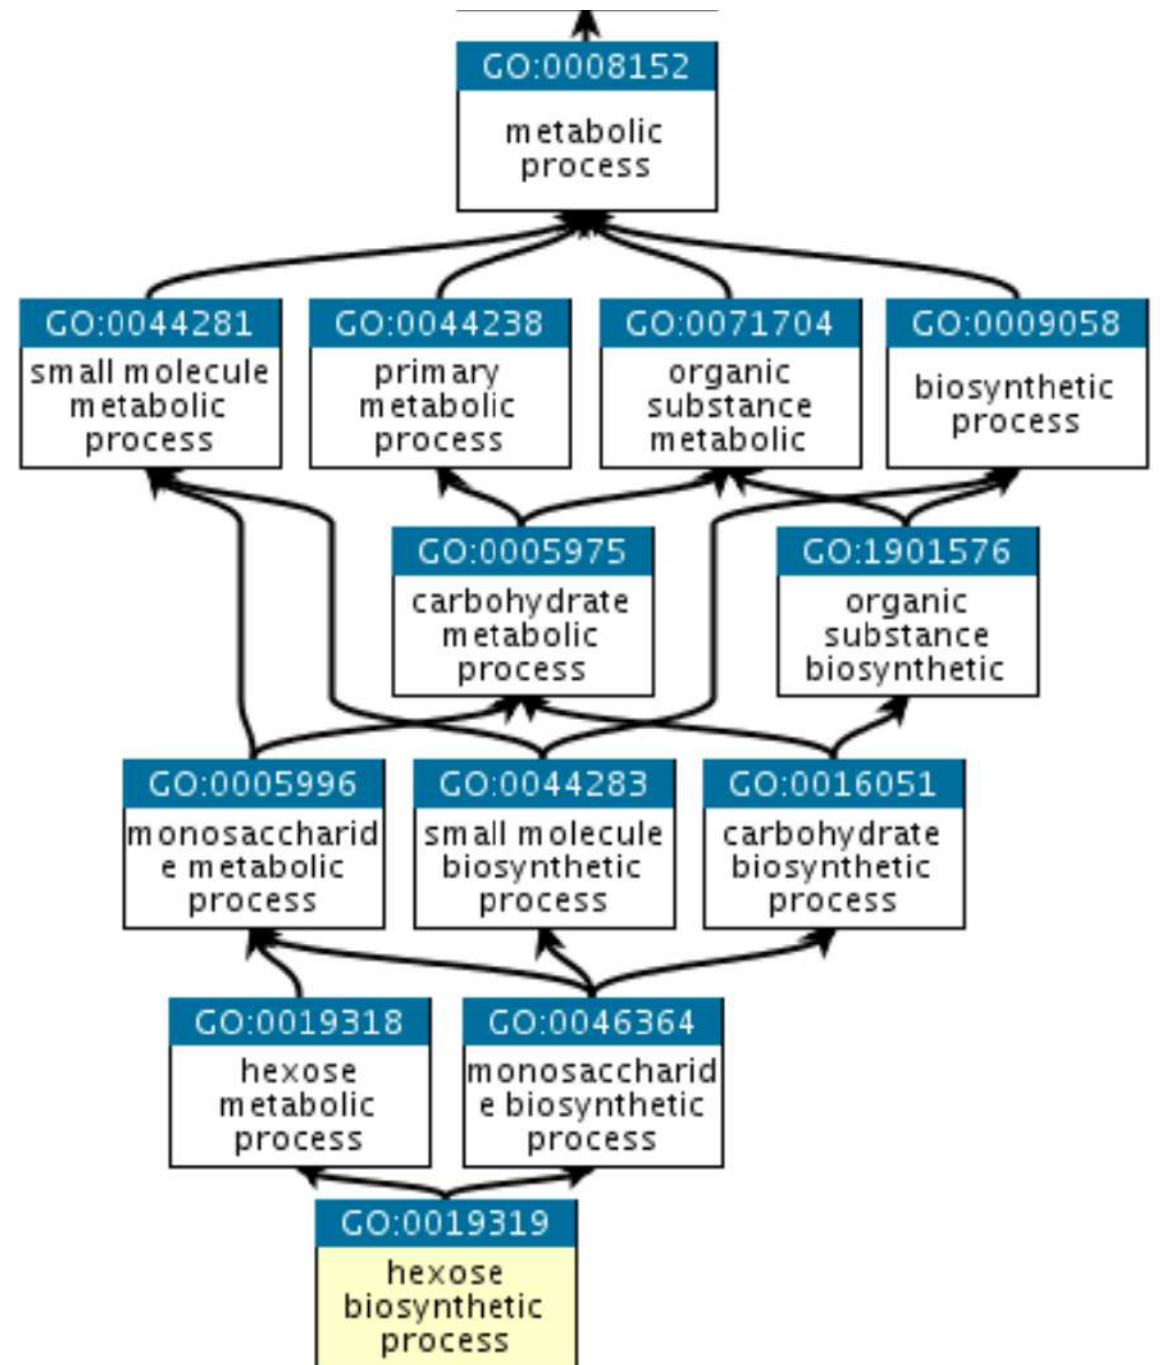 GO:0008152
metabolic
process
GO:0044281
small molecule
metabolic
process
GO:0044238
primary
metabolic
process
GO:0071704
organic
substance
metabolic
GO:0009058
biosynthetic
process
GO:0005975
carbohydrate
metabolic
process
GO:1901576
organic
substance
biosynthetic
GO:0005996
monosaccharid
e metabolic
process
GO:0044283
small molecule
biosynthetic
process
GO:0016051
carbohydrate
biosynthetic
process
GO:0019318
hexose
metabolic
process
GO:0046364
monosaccharid
e biosynthetic
process
GO:0019319
hexose
biosynthetic
process